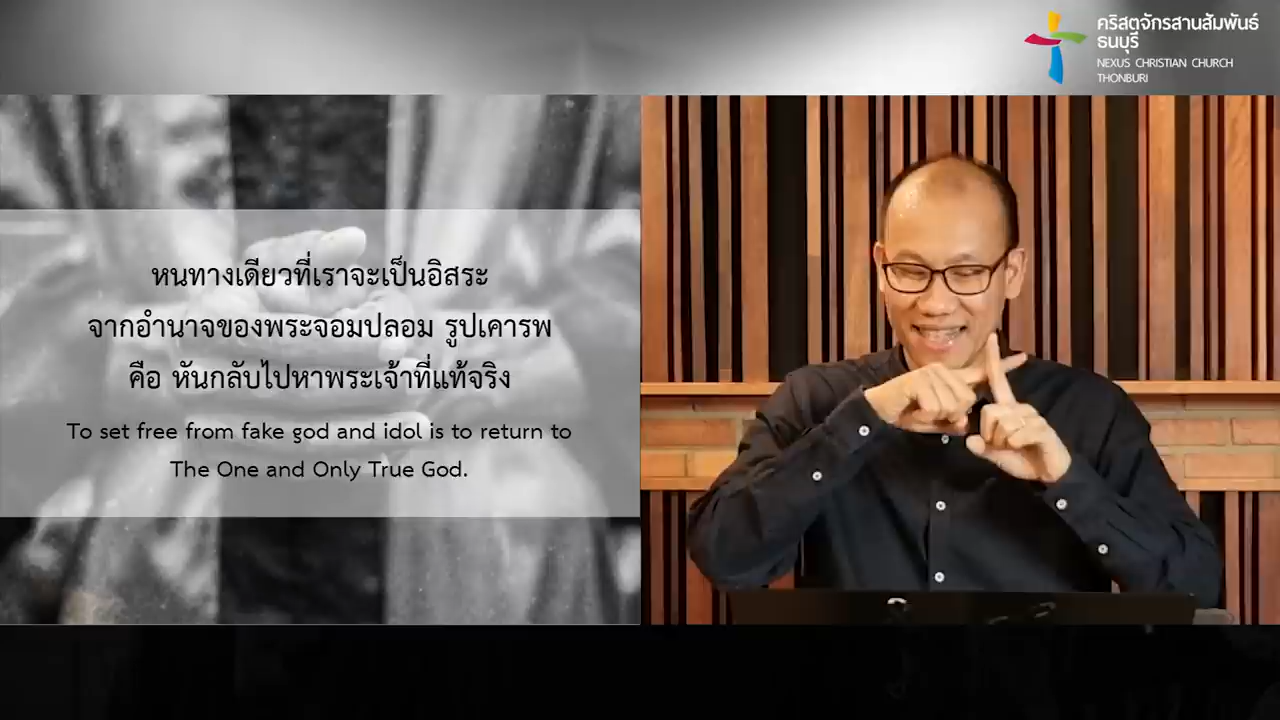 คริสตจักรสานสัมพันธ์
ธนบุรี
NEXUS CHRISTIAN CHURCH
THONBURI
หนทางเดียวที่เราจะเป็นอิสระ
จากอำนาจของพระจอมปลอม รูปเคารพ
คือ หันกลับไปหาพระเจ้าที่แท้จริง
To set free from fake god and idol is to return to
The One and Only True God.